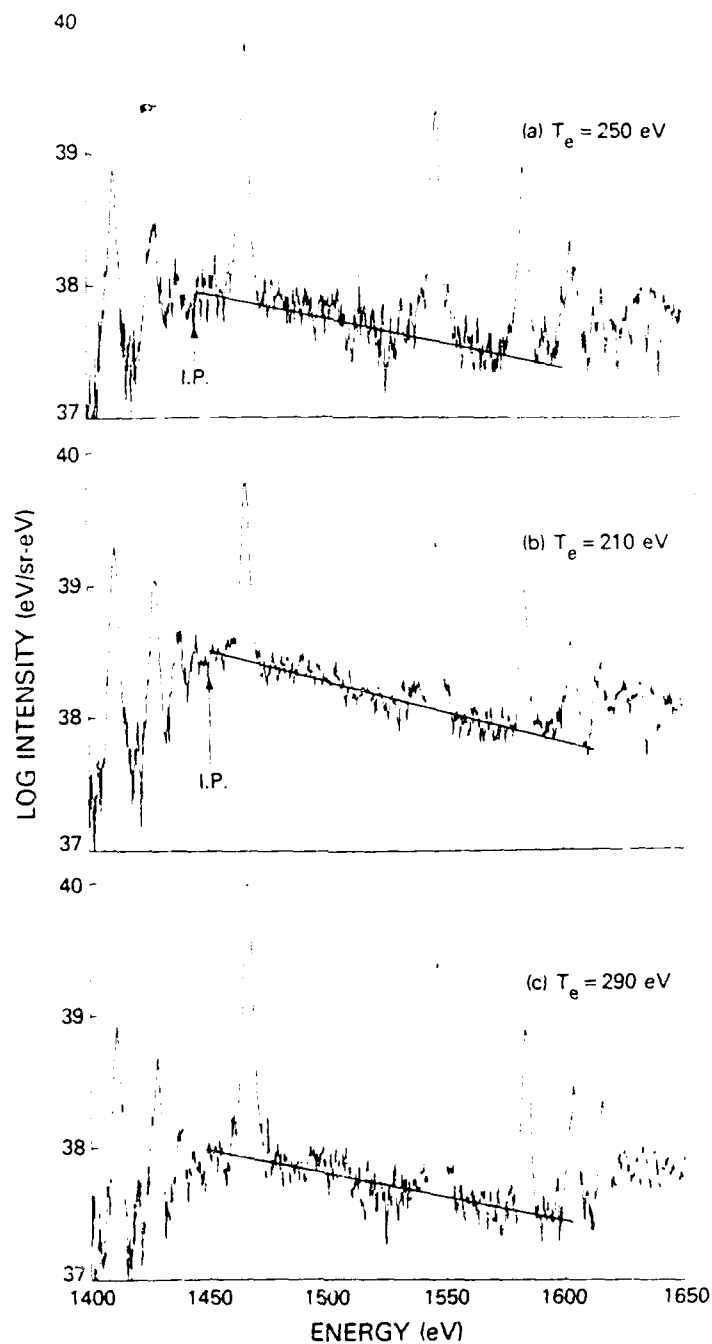 40
39
38
37
(a) T_e = 250 eV
I.P.
40
39
38
37
(b) T_e = 210 eV
I.P.
LOG INTENSITY (eV/sr-eV)
40
39
38
37
(c) T_e = 290 eV
1400 1450 1500 1550 1600 1650
ENERGY (eV)